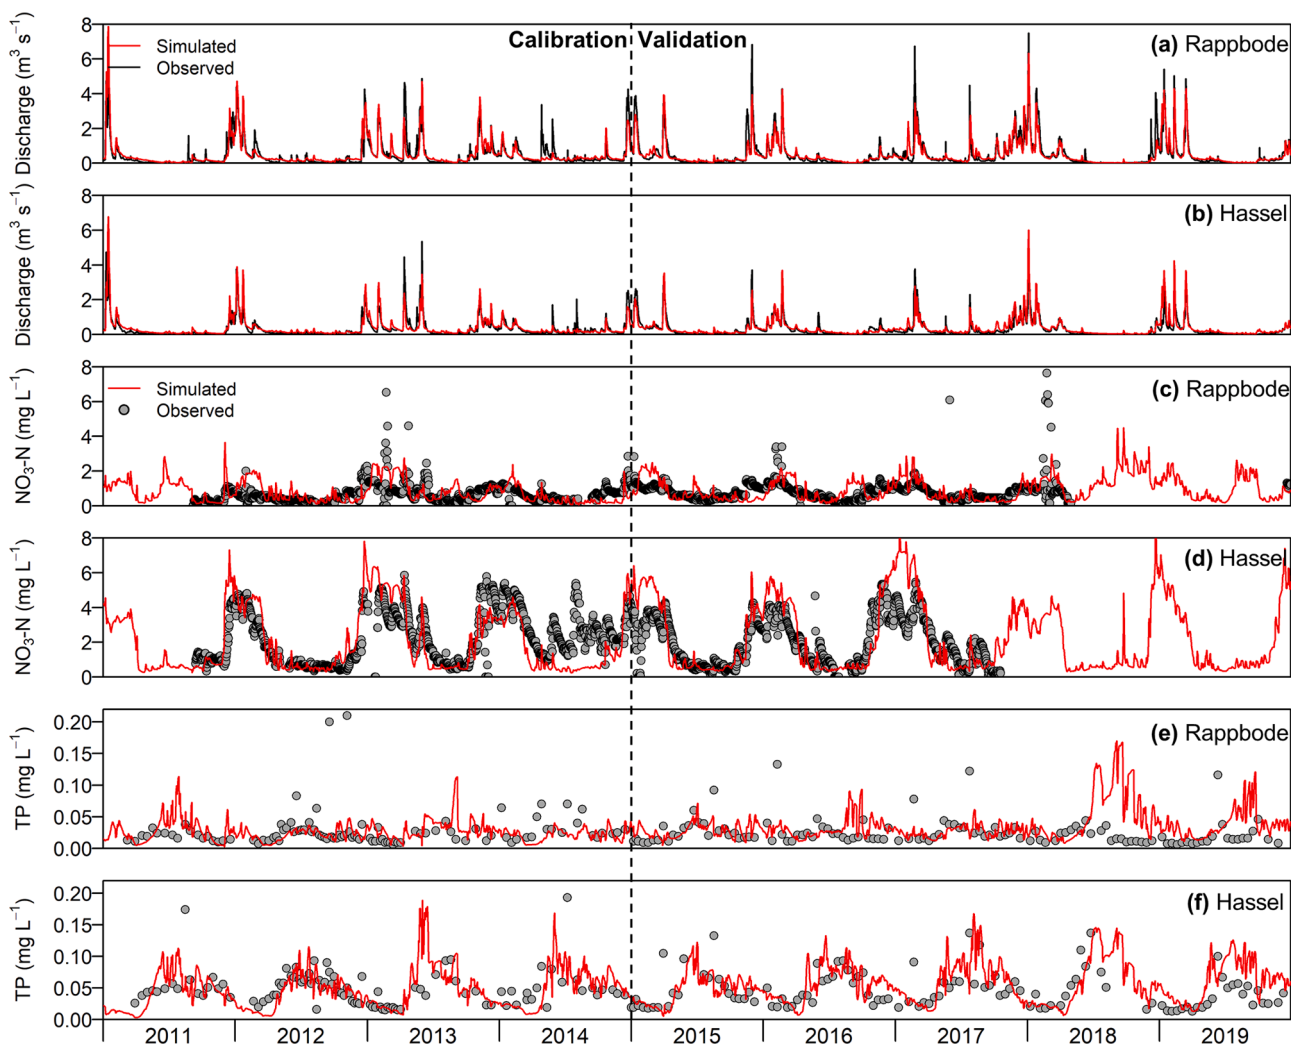 Calibration Validation
(a) Rappbode
Simulated
Observed
Discharge (m³ s⁻¹)
8
6
4
2
0
(b) Hassel
Discharge (m³ s⁻¹)
8
6
4
2
0
(c) Rappbode
Simulated
Observed
NO₃-N (mg L⁻¹)
8
6
4
2
0
(d) Hassel
NO₃-N (mg L⁻¹)
8
6
4
2
0
(e) Rappbode
TP (mg L⁻¹)
0.20
0.15
0.10
0.05
0.00
(f) Hassel
TP (mg L⁻¹)
0.20
0.15
0.10
0.05
0.00
2011 2012 2013 2014 2015 2016 2017 2018 2019